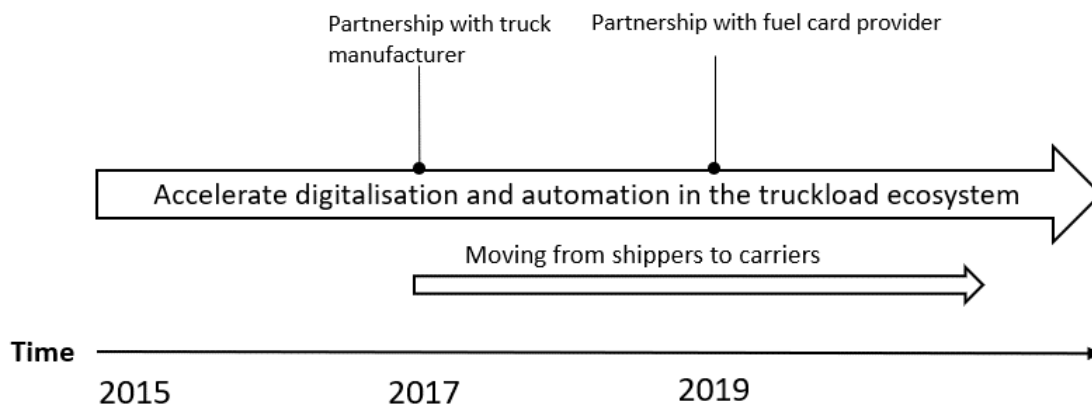 Partnership with truck
manufacturer
Partnership with fuel card provider
Accelerate digitalisation and automation in the truckload ecosystem
Moving from shippers to carriers
Time
2015
2017
2019